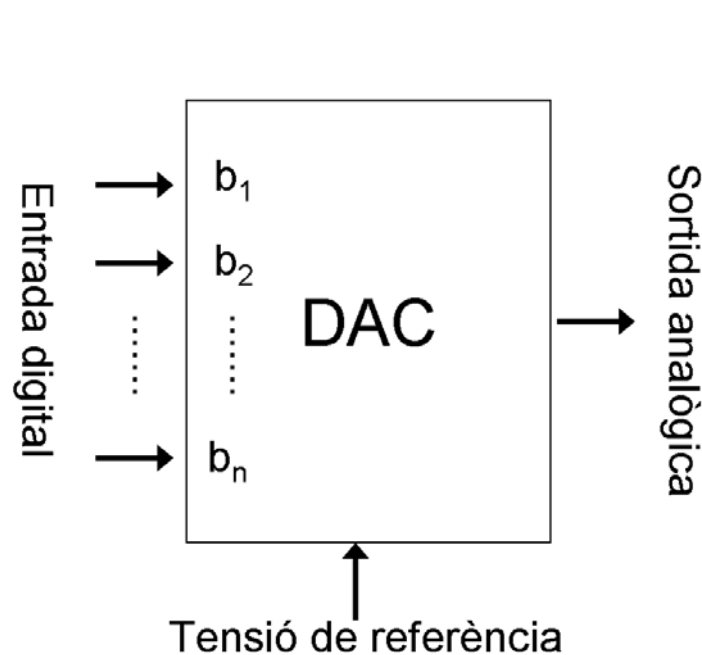 Entrada digital
b1
b2
bn
DAC
Sortida analògica
Tensió de referència